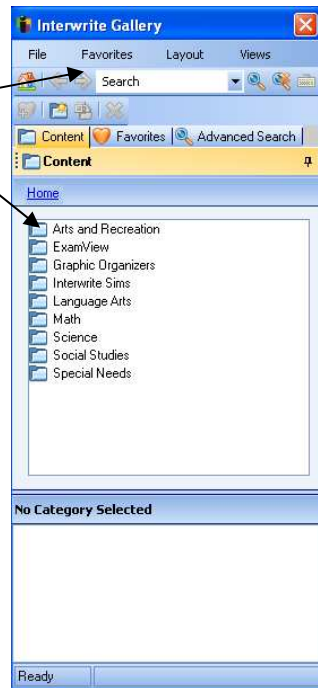 Interwrite Gallery
File Favorites Layout Views
Search
Content Favorites Advanced Search
Content
Home
Arts and Recreation
ExamView
Graphic Organizers
Interwrite Sims
Language Arts
Math
Science
Social Studies
Special Needs
No Category Selected
Ready